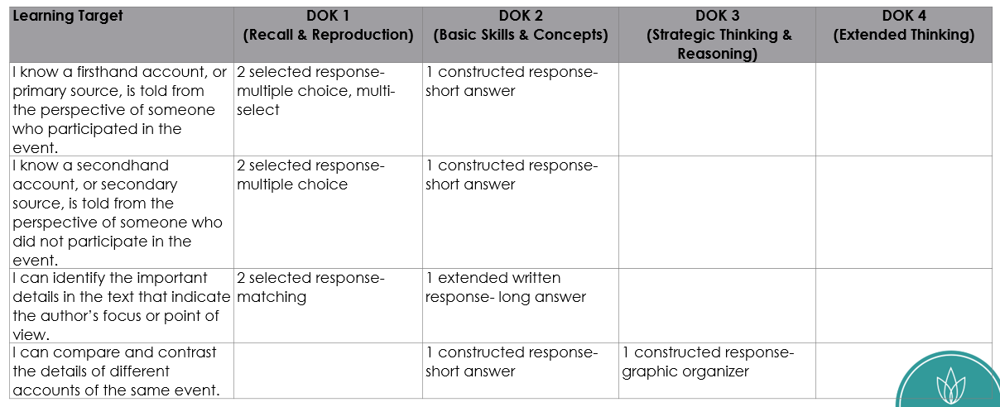 Learning Target
DOK 1
(Recall & Reproduction)
DOK 2
(Basic Skills & Concepts)
DOK 3
(Strategic Thinking &
Reasoning)
DOK 4
(Extended Thinking)
I know a firsthand account, or
primary source, is told from
the perspective of someone
who participated in the
event.
2 selected response-
multiple choice, multi-
select
1 constructed response-
short answer
I know a secondhand
account, or secondary
source, is told from the
perspective of someone who
did not participate in the
event.
2 selected response-
multiple choice
1 constructed response-
short answer
I can identify the important
details in the text that indicate
the author's focus or point of
view.
2 selected response-
matching
1 extended written
response- long answer
I can compare and contrast
the details of different
accounts of the same event.
1 constructed response-
short answer
1 constructed response-
graphic organizer